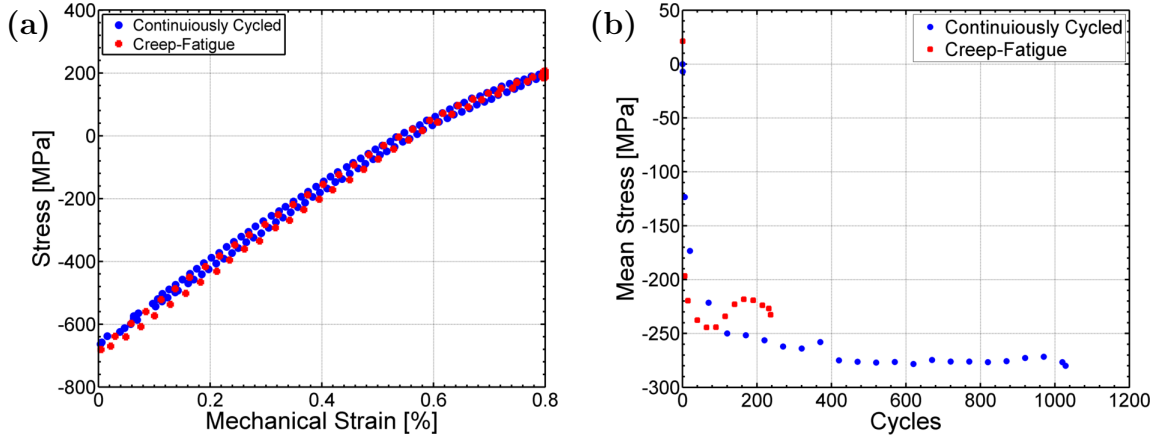 (a)
400
200
0
-200
-400
-600
-800
Stress [MPa]
Continuiously Cycled
Creep-Fatigue
0
0.2
0.4
0.6
0.8
Mechanical Strain [%]
(b)
50
0
-50
-100
-150
-200
-250
-300
Mean Stress [MPa]
Continuiously Cycled
Creep-Fatigue
0
200
400
600
800
1000
1200
Cycles